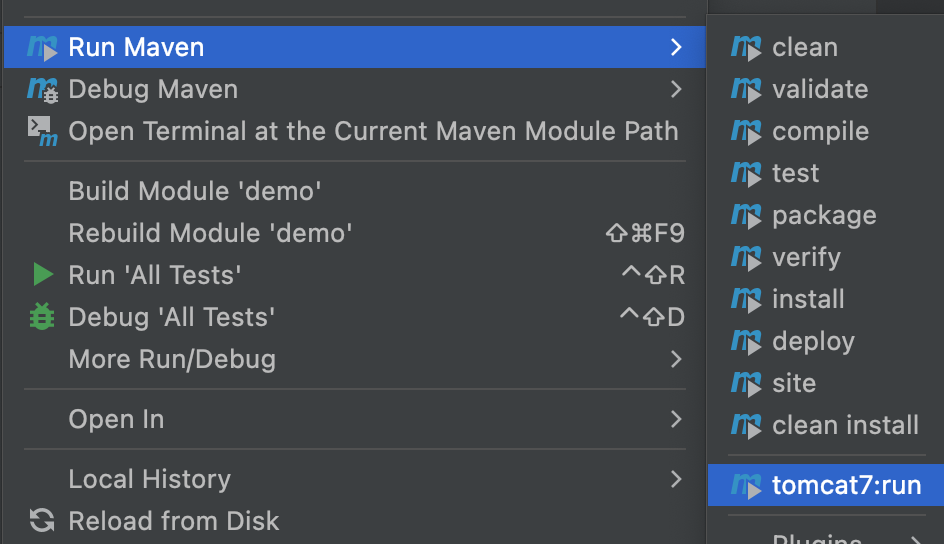 Run Maven
Debug Maven
Open Terminal at the Current Maven Module Path
Build Module 'demo'
Rebuild Module 'demo' ⇧⌘F9
Run 'All Tests' ^⇧R
Debug 'All Tests' ^⇧D
More Run/Debug
Open In
Local History
Reload from Disk
clean
validate
compile
test
package
verify
install
deploy
site
clean install
tomcat7:run
Plugins